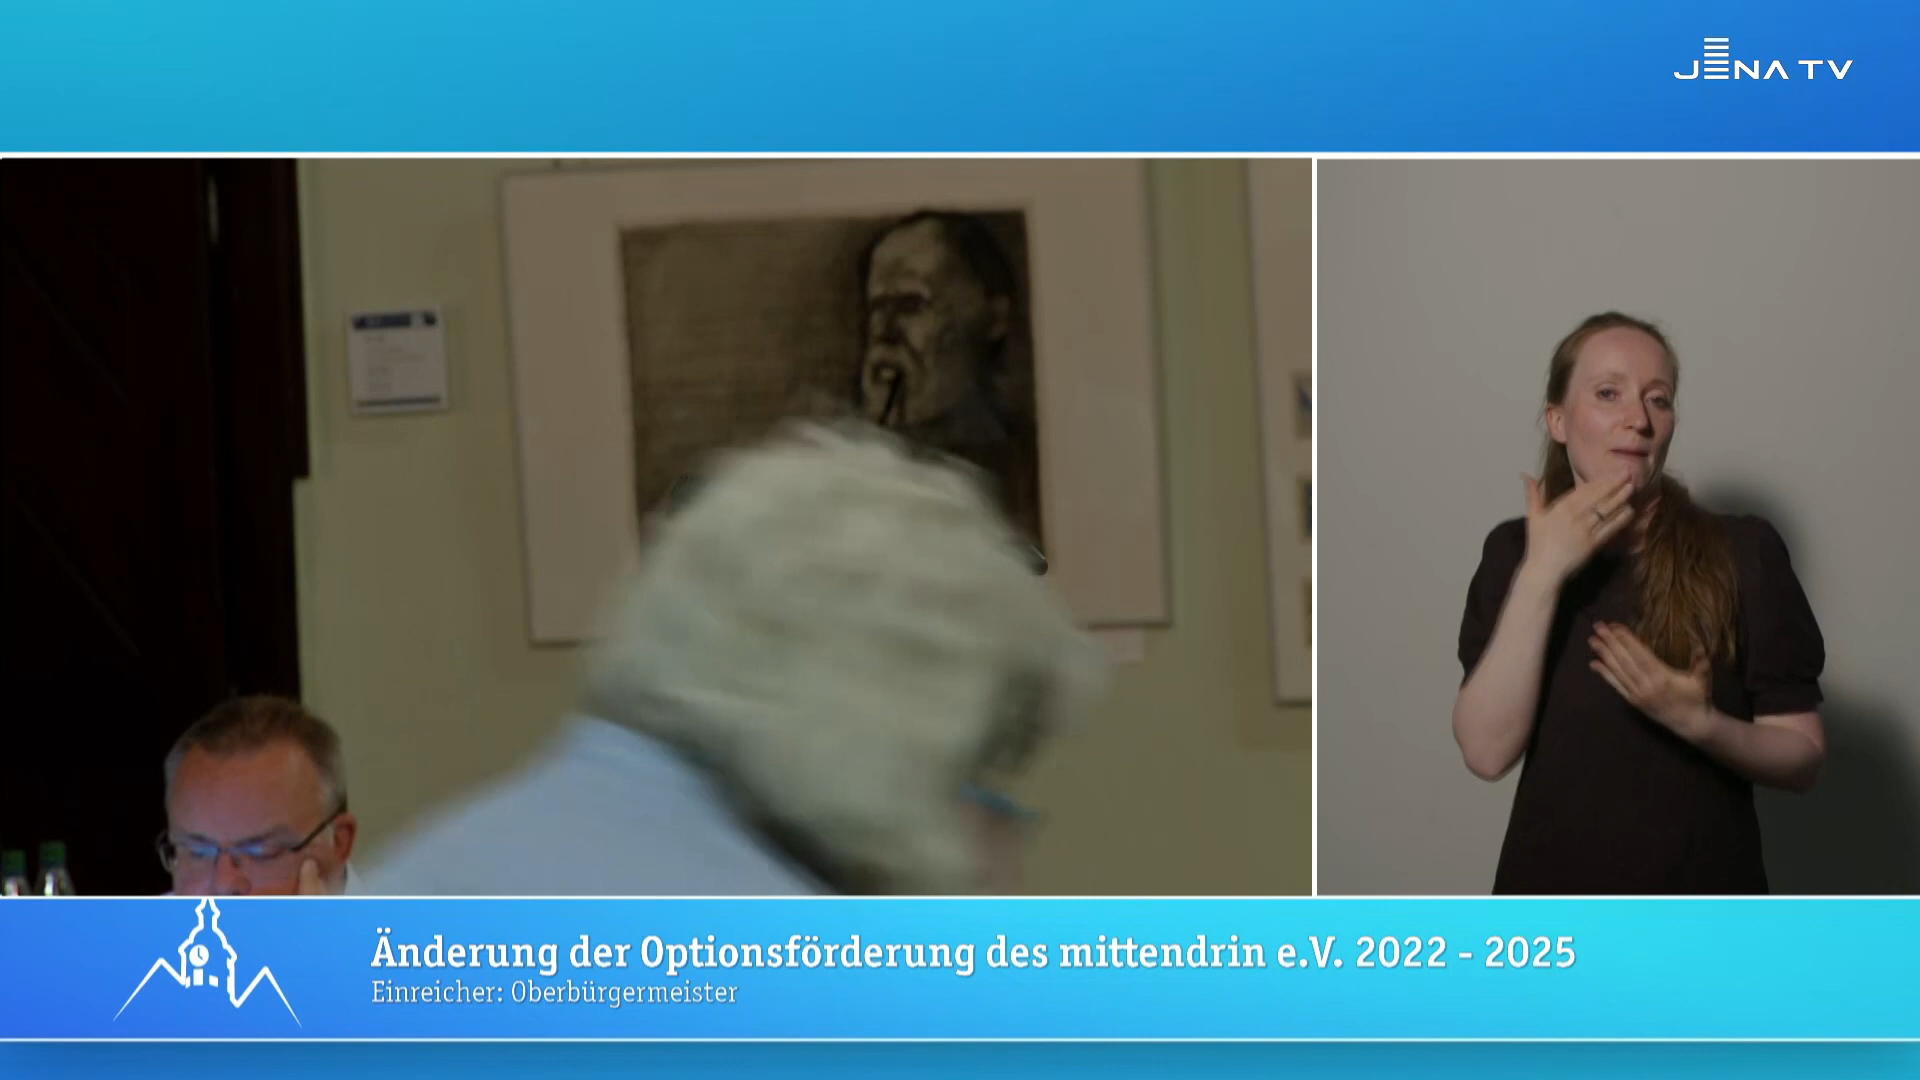 JENA TV
Änderung der Optionsförderung des mittendrin e.V. 2022 - 2025
Einreicher: Oberbürgermeister